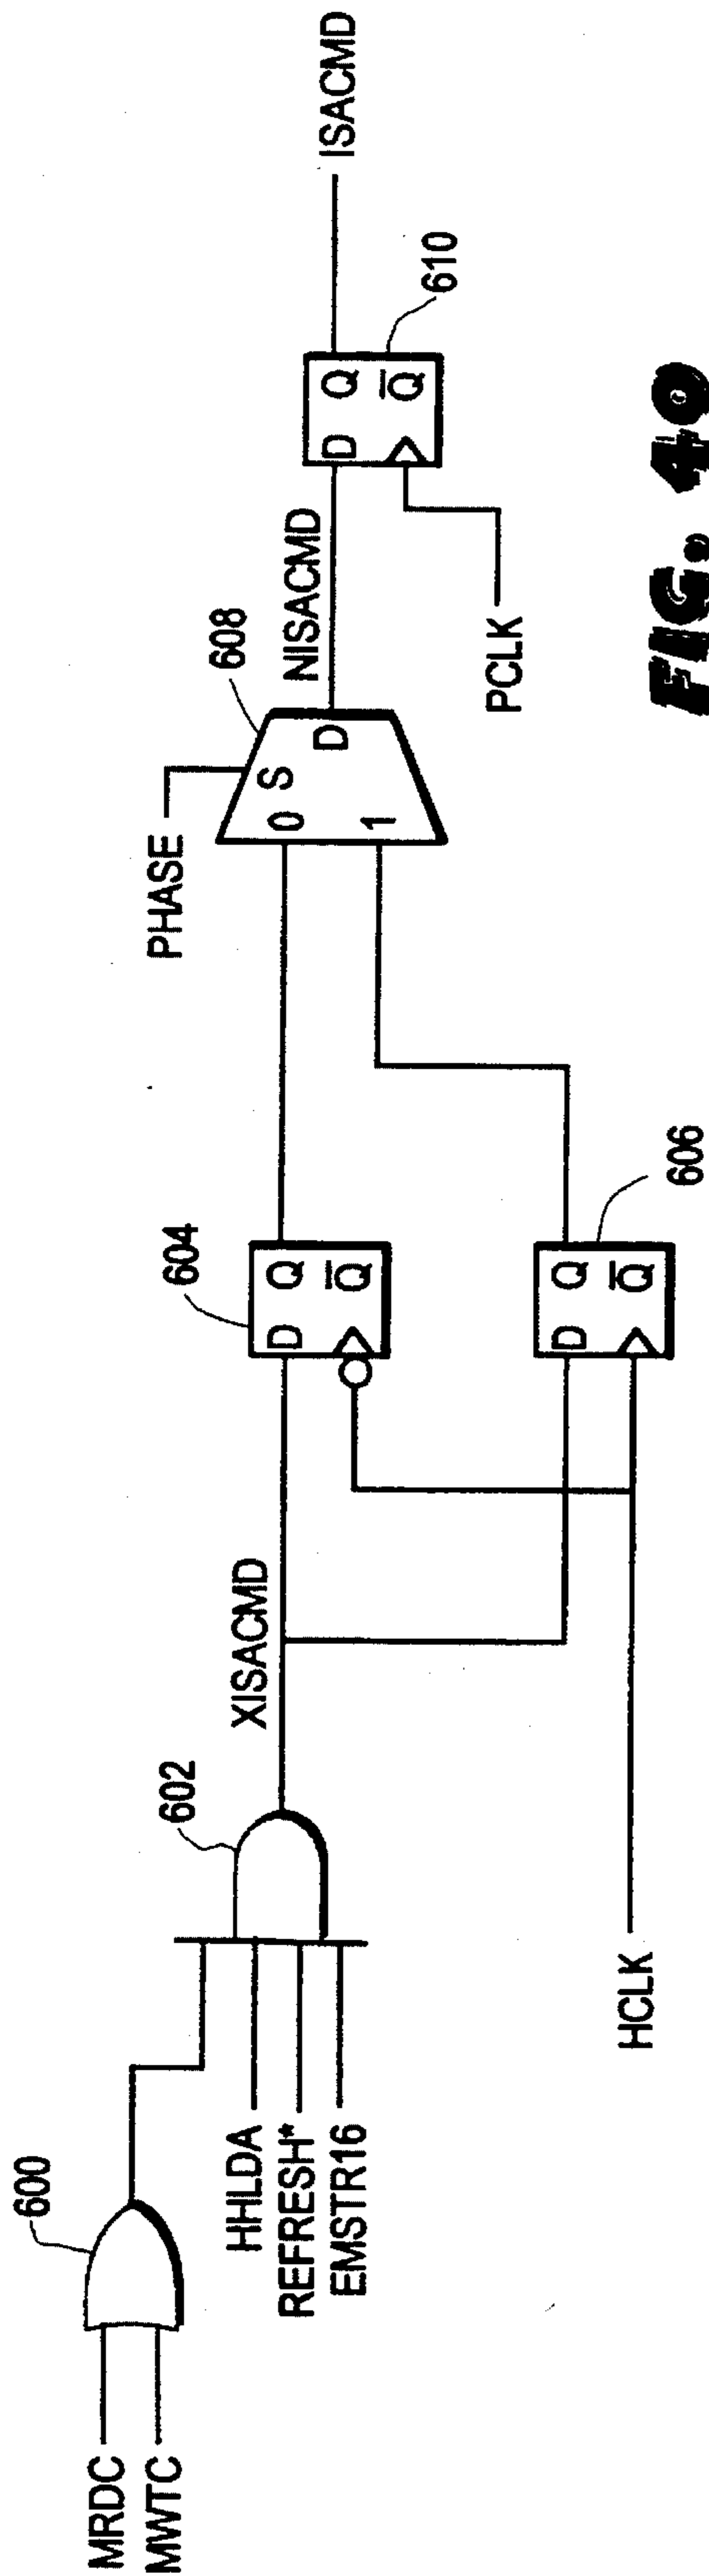 MRDC
MWTC
600
HHLDA
REFRESH*
EMSTR16
602
XISACMD
HCLK
604
D Q
Q̅
606
D Q
Q̅
PHASE
608
0 S
D
1
NISACMD
PCLK
D Q
Q̅
610
ISACMD
FIG. 40